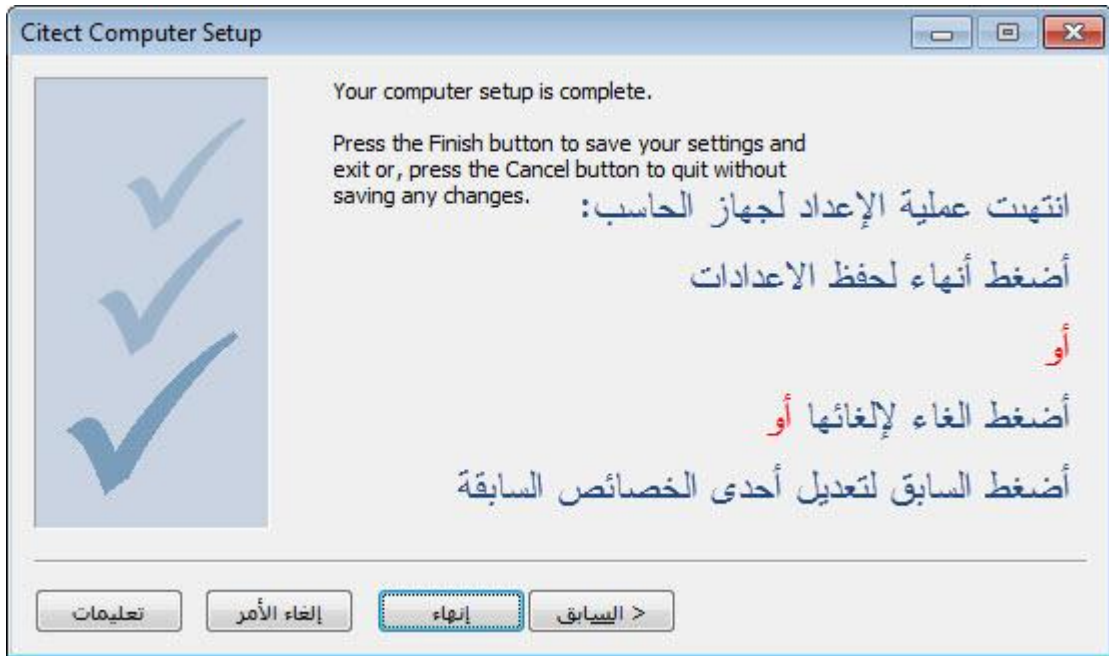 Citect Computer Setup
Your computer setup is complete.
Press the Finish button to save your settings and
exit or, press the Cancel button to quit without
saving any changes.
انتهت عملية الإعداد لجهاز الحاسب:
أضغط أنهاء لحفظ الاعدادات
أو
أضغط الغاء لإلغائها أو
أضغط السابق لتعديل أحدى الخصائص السابقة
< السابق
إنهاء
إلغاء الأمر
تعليمات